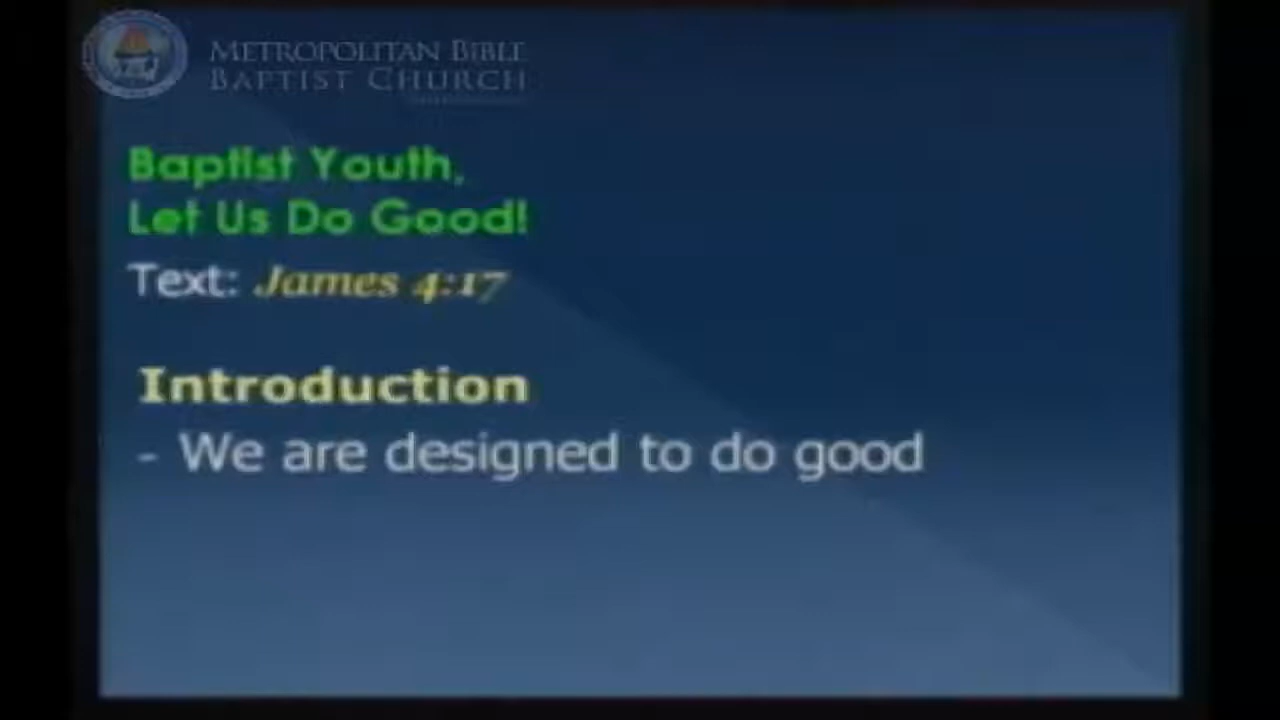 METROPOLITAN BIBLE
BAPTIST CHURCH
Baptist Youth,
Let Us Do Good!
Text: James 4:17
Introduction
- We are designed to do good